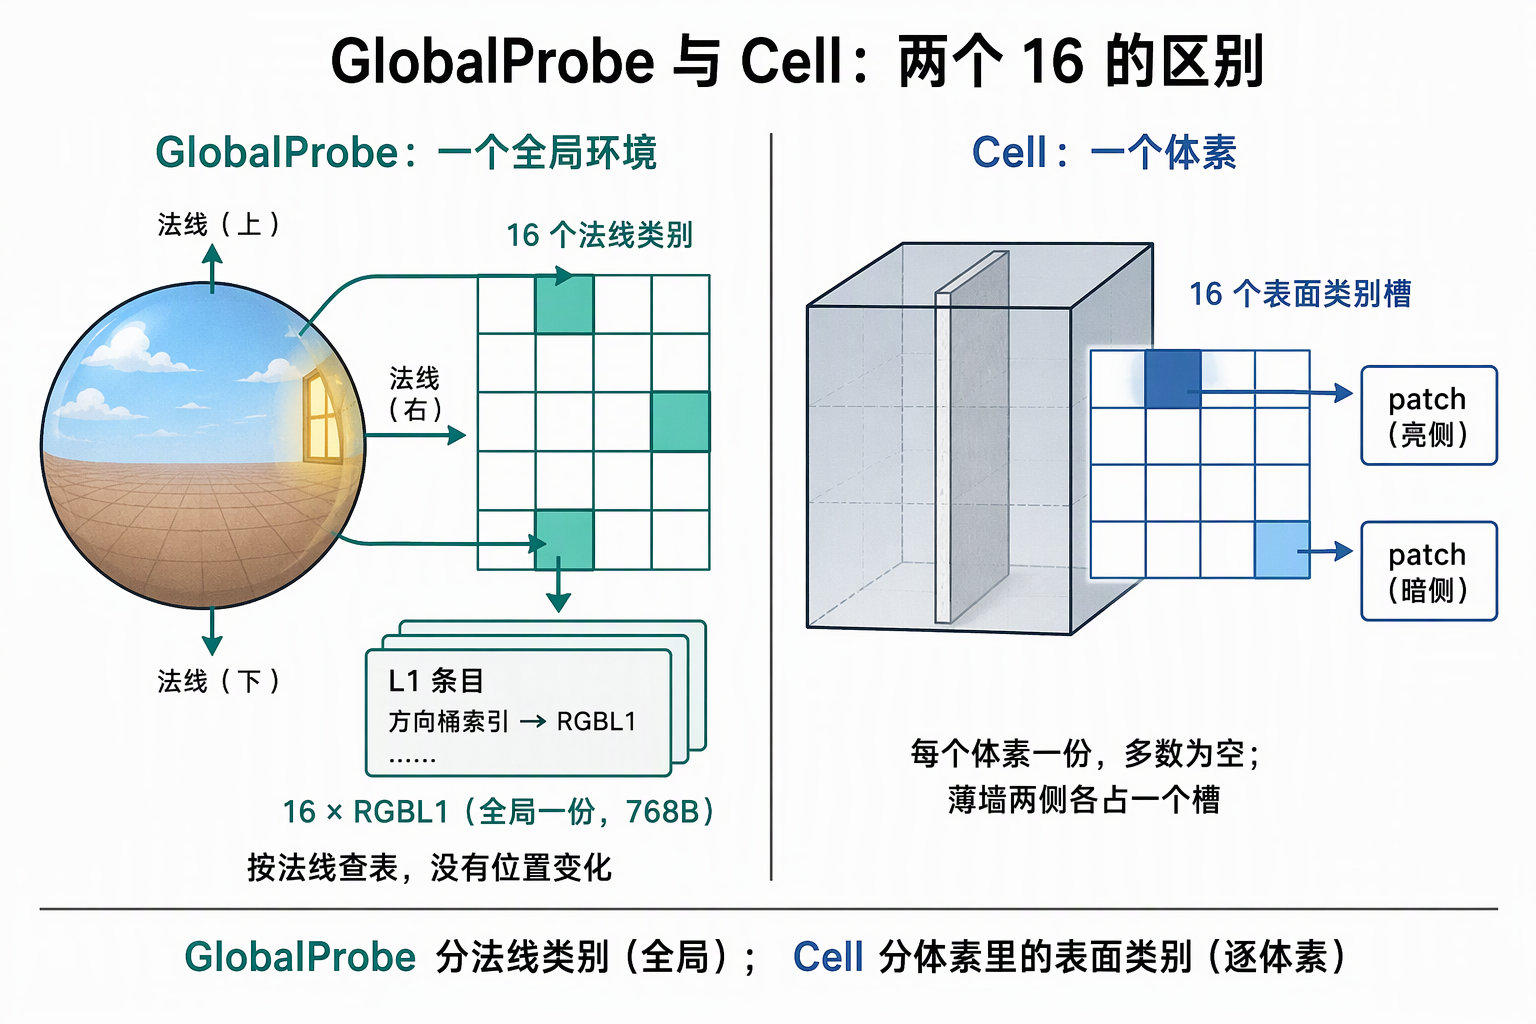 GlobalProbe 与 Cell：两个 16 的区别
GlobalProbe：一个全局环境
法线（上）
16 个法线类别
法线
（右）
法线（下）
L1 条目
方向桶索引 → RGBL1
……
16 × RGBL1（全局一份，768B）
按法线查表，没有位置变化
Cell：一个体素
16 个表面类别槽
patch
（亮侧）
patch
（暗侧）
每个体素一份，多数为空；
薄墙两侧各占一个槽
GlobalProbe 分法线类别（全局）； Cell 分体素里的表面类别（逐体素）